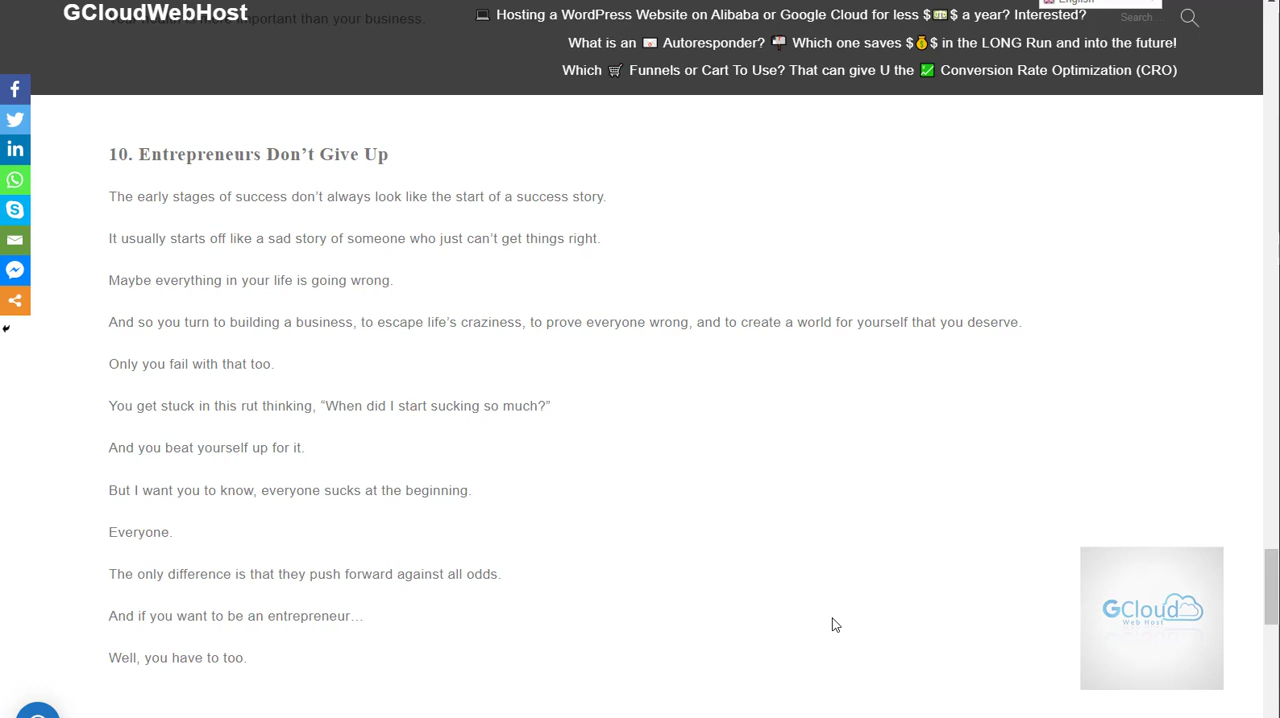 GCloudWebHost
Your health is more important than your business.
English
Hosting a WordPress Website on Alibaba or Google Cloud for less $💵$ a year? Interested?
Search …
What is an Autoresponder? Which one saves $💰$ in the LONG Run and into the future!
Which Funnels or Cart To Use? That can give U the Conversion Rate Optimization (CRO)
10. Entrepreneurs Don’t Give Up
The early stages of success don’t always look like the start of a success story.
It usually starts off like a sad story of someone who just can’t get things right.
Maybe everything in your life is going wrong.
And so you turn to building a business, to escape life’s craziness, to prove everyone wrong, and to create a world for yourself that you deserve.
Only you fail with that too.
You get stuck in this rut thinking, “When did I start sucking so much?”
And you beat yourself up for it.
But I want you to know, everyone sucks at the beginning.
Everyone.
The only difference is that they push forward against all odds.
And if you want to be an entrepreneur…
Well, you have to too.
GCloud
Web Host